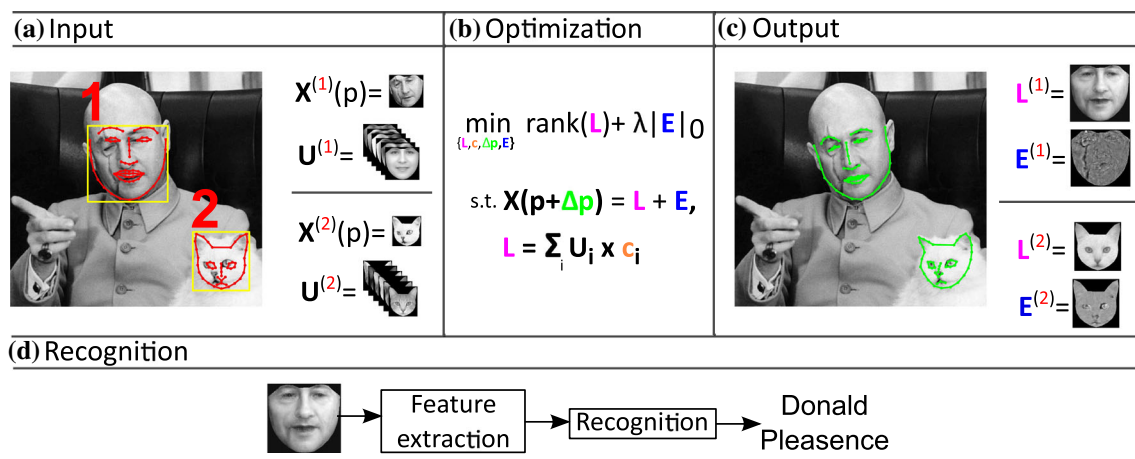 (a) Input
1
2
X(1)(p)=
U(1)=
X(2)(p)=
U(2)=
(b) Optimization
min rank(L)+ λ|E|0
{L,c,Δp,E}
s.t. X(p+Δp) = L + E,
L = Σi Ui x ci
(c) Output
L(1)=
E(1)=
L(2)=
E(2)=
(d) Recognition
Feature
extraction
Recognition
Donald
Pleasence